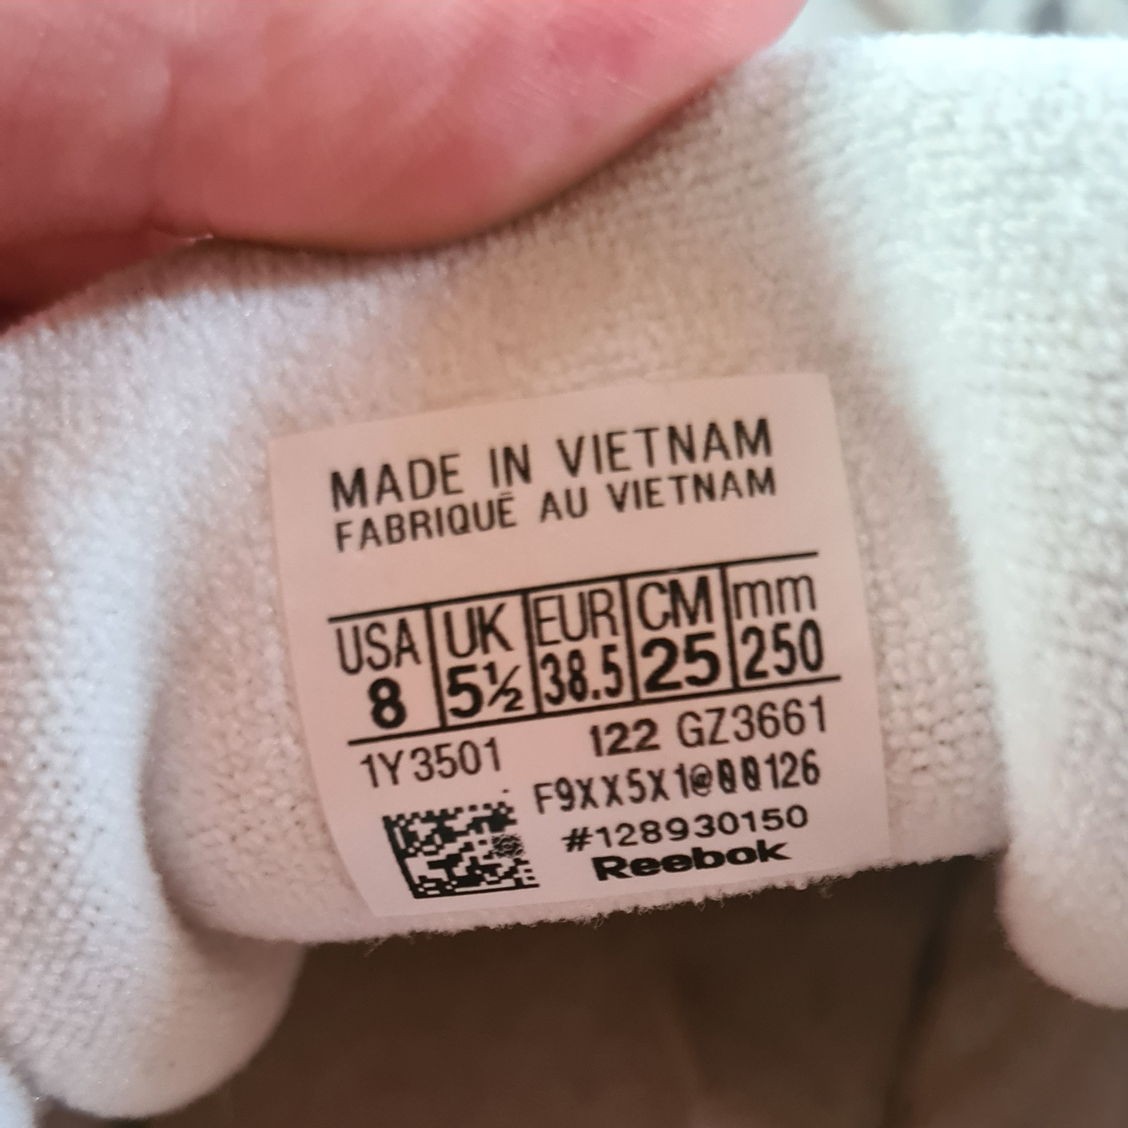 MADE IN VIETNAM
FABRIQUÉ AU VIETNAM
USA UK EUR CM mm
8 5½ 38.5 25 250
1Y3501 122 GZ3661
F9XX5X1@00126
#128930150
Reebok